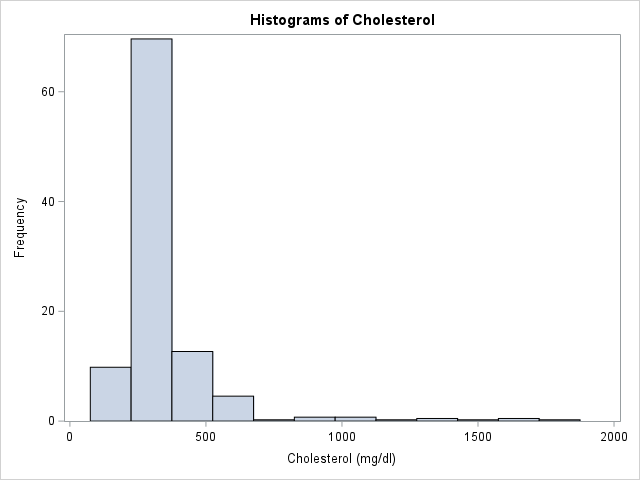 Histograms of Cholesterol
Frequency
60
40
20
0
0 500 1000 1500 2000
Cholesterol (mg/dl)